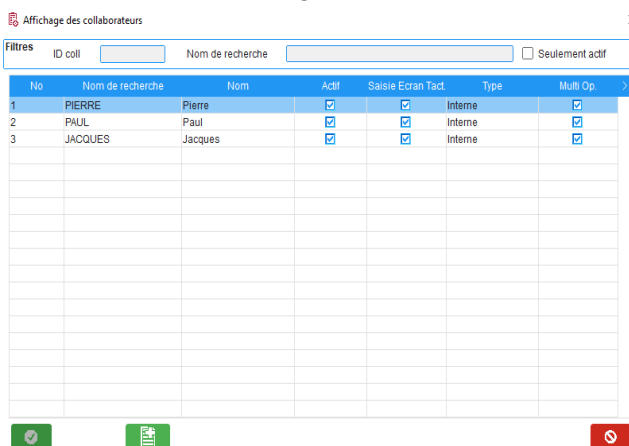 Affichage des collaborateurs
Filtres ID coll Nom de recherche Seulement actif
No Nom de recherche Nom Actif Saisie Ecran Tact. Type Multi Op.
1 PIERRE Pierre Interne
2 PAUL Paul Interne
3 JACQUES Jacques Interne